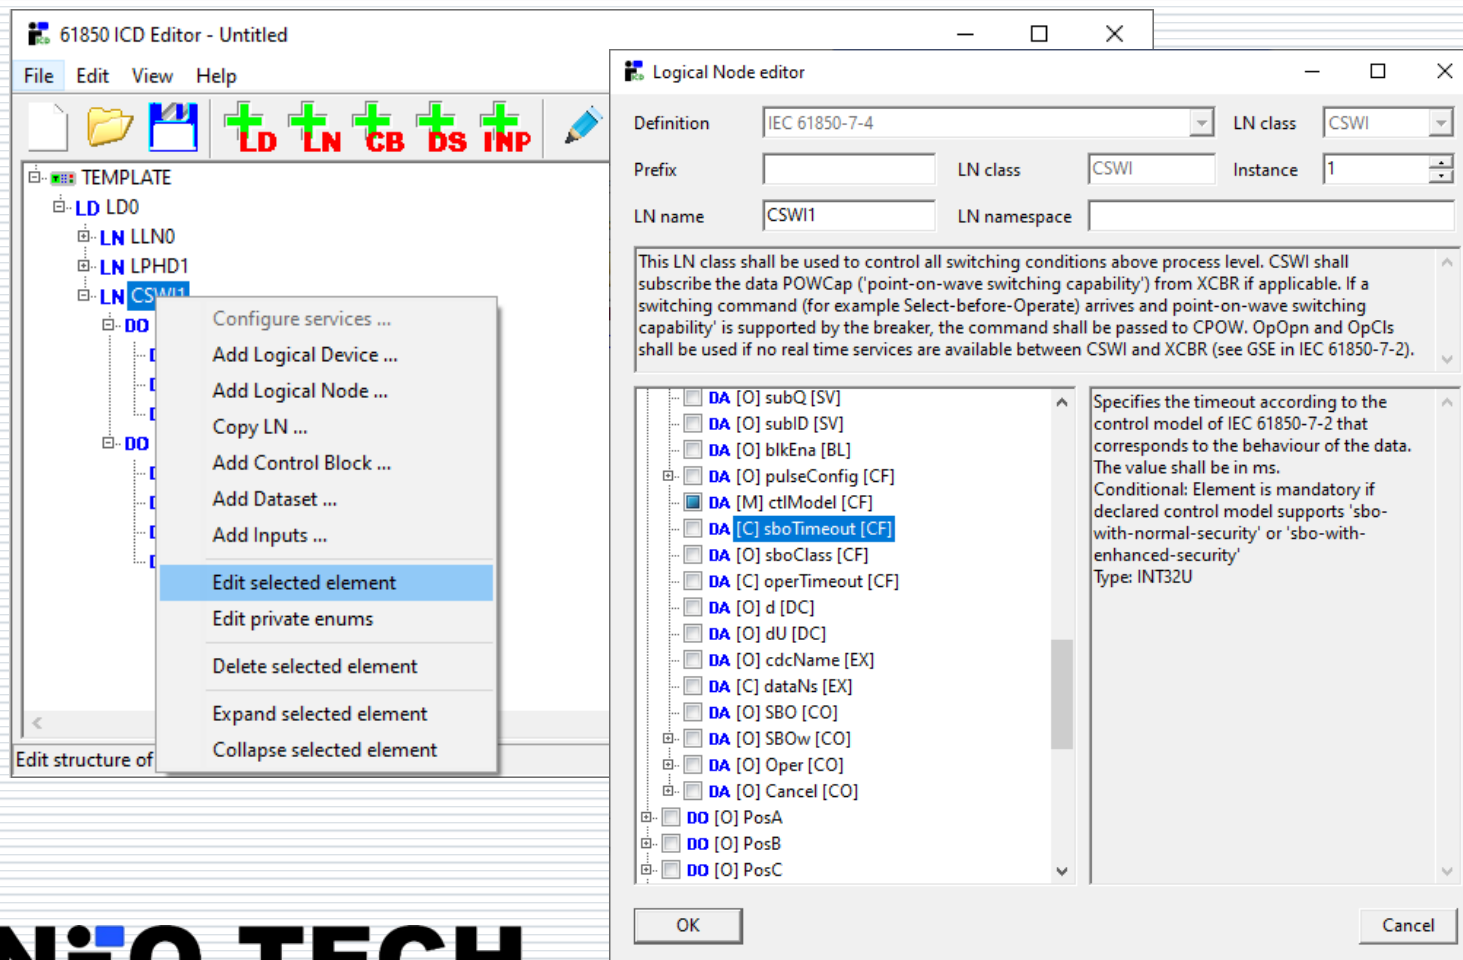 61850 ICD Editor - Untitled
File Edit View Help
LD LN CB DS INP
TEMPLATE
LD LD0
LN LLN0
LN LPHD1
LN CSWI1
DO
DO
Configure services ...
Add Logical Device ...
Add Logical Node ...
Copy LN ...
Add Control Block ...
Add Dataset ...
Add Inputs ...
Edit selected element
Edit private enums
Delete selected element
Expand selected element
Collapse selected element
Edit structure of
Logical Node editor
Definition IEC 61850-7-4 LN class CSWI
Prefix LN class CSWI Instance 1
LN name CSWI1 LN namespace
This LN class shall be used to control all switching conditions above process level. CSWI shall
subscribe the data POWCap ('point-on-wave switching capability') from XCBR if applicable. If a
switching command (for example Select-before-Operate) arrives and point-on-wave switching
capability' is supported by the breaker, the command shall be passed to CPOW. OpOpn and OpCls
shall be used if no real time services are available between CSWI and XCBR (see GSE in IEC 61850-7-2).
DA [O] subQ [SV]
DA [O] subID [SV]
DA [O] blkEna [BL]
DA [O] pulseConfig [CF]
DA [M] ctlModel [CF]
DA [C] sboTimeout [CF]
DA [O] sboClass [CF]
DA [C] operTimeout [CF]
DA [O] d [DC]
DA [O] dU [DC]
DA [O] cdcName [EX]
DA [C] dataNs [EX]
DA [O] SBO [CO]
DA [O] SBOw [CO]
DA [O] Oper [CO]
DA [O] Cancel [CO]
DO [O] PosA
DO [O] PosB
DO [O] PosC
Specifies the timeout according to the
control model of IEC 61850-7-2 that
corresponds to the behaviour of the data.
The value shall be in ms.
Conditional: Element is mandatory if
declared control model supports 'sbo-
with-normal-security' or 'sbo-with-
enhanced-security'
Type: INT32U
OK Cancel
TECH